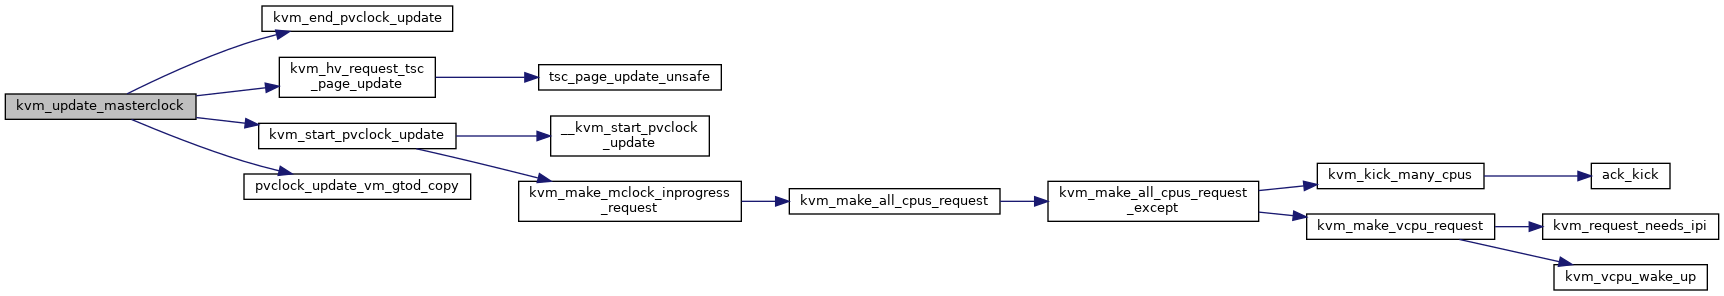 kvm_update_masterclock
kvm_end_pvclock_update
kvm_hv_request_tsc
_page_update
tsc_page_update_unsafe
kvm_start_pvclock_update
__kvm_start_pvclock
_update
pvclock_update_vm_gtod_copy
kvm_make_mclock_inprogress
_request
kvm_make_all_cpus_request
kvm_make_all_cpus_request
_except
kvm_kick_many_cpus
ack_kick
kvm_make_vcpu_request
kvm_request_needs_ipi
kvm_vcpu_wake_up